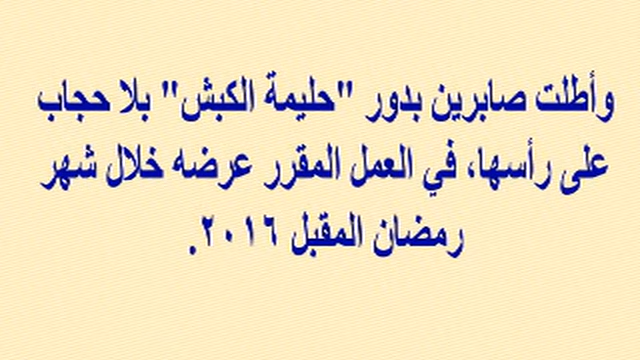 وأطلت صابرين بدور "حليمة الكبش" بلا حجاب
على رأسها، في العمل المقرر عرضه خلال شهر
رمضان المقبل ٢٠١٦.